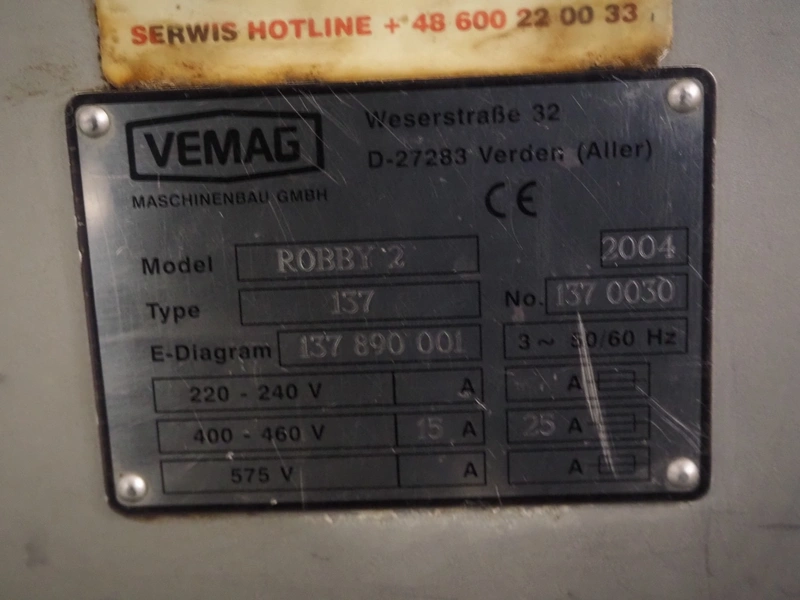 SERWIS HOTLINE + 48 600 22 00 33
VEMAG
MASCHINENBAU GMBH
Weserstraße 32
D-27283 Verden (Aller)
CE
Model ROBBY 2 2004
Type 137 No. 137 0030
E-Diagram 137 890 001 3 ~ 50/60 Hz
220 - 240 V A A
400 - 460 V 15 A 25 A
575 V A A